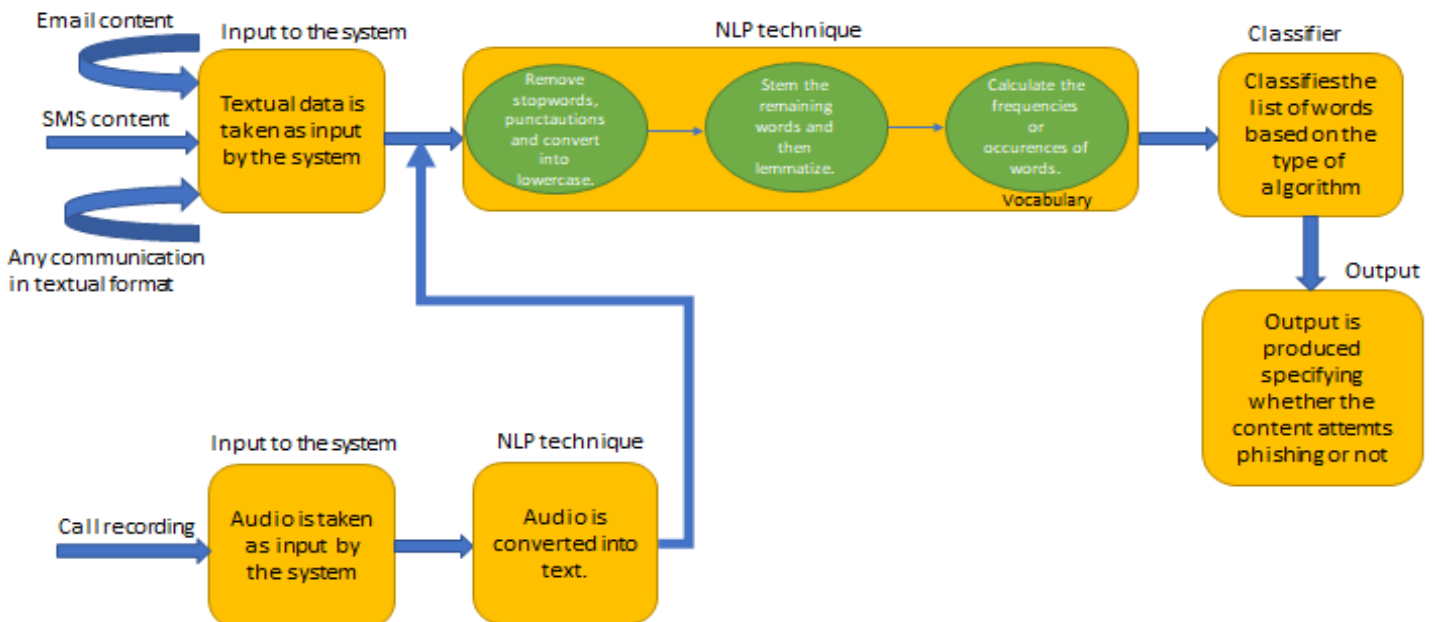 Email content
Input to the system
NLP technique
Classifier
SMS content
Any communication
in textual format
Textual data is
taken as input
by the system
Remove
stopwords,
punctautions
and convert
into
lowercase.
Stem the
remaining
words and
then
lemmatize.
Calculate the
frequencies
or
occurences of
words.
Vocabulary
Classifiesthe
list of words
based on the
type of
algorithm
Output
Output is
produced
specifying
whether the
content attemts
phishing or not
Input to the system
NLP technique
Call recording
Audio is taken
as input by
the system
Audio is
converted into
text.